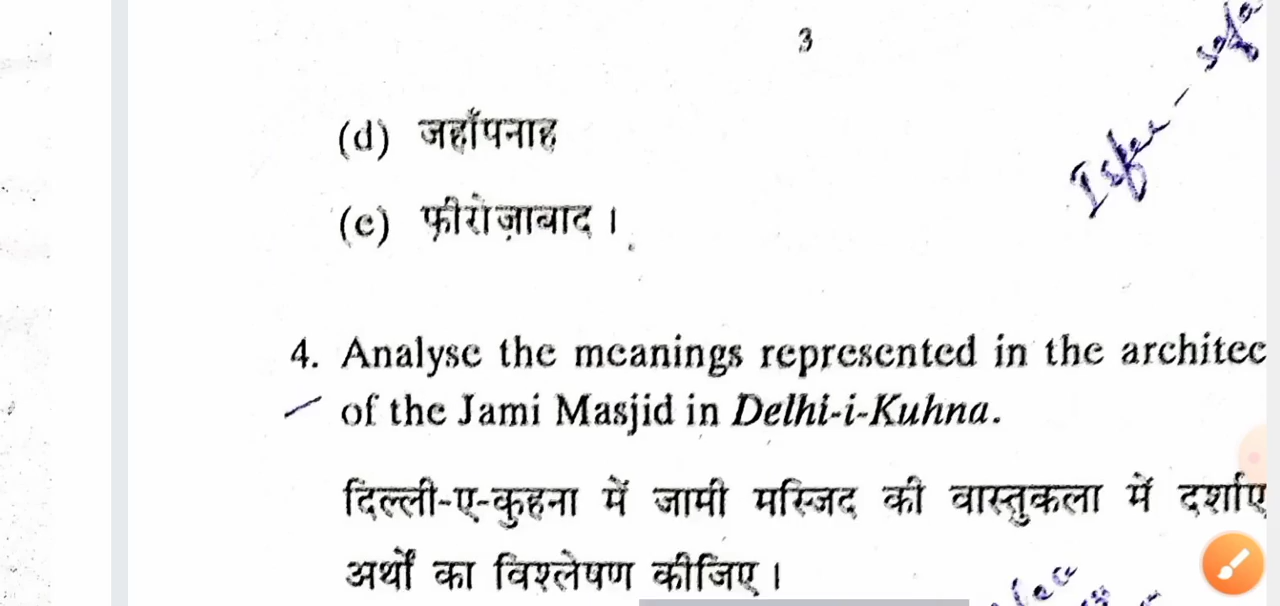 3
(d) जहाँपनाह
(e) फ़ीरोज़ाबाद ।
4. Analyse the meanings represented in the architec
of the Jami Masjid in Delhi-i-Kuhna.
दिल्ली-ए-कुहना में जामी मस्जिद की वास्तुकला में दर्शाए
अर्थों का विश्लेषण कीजिए ।